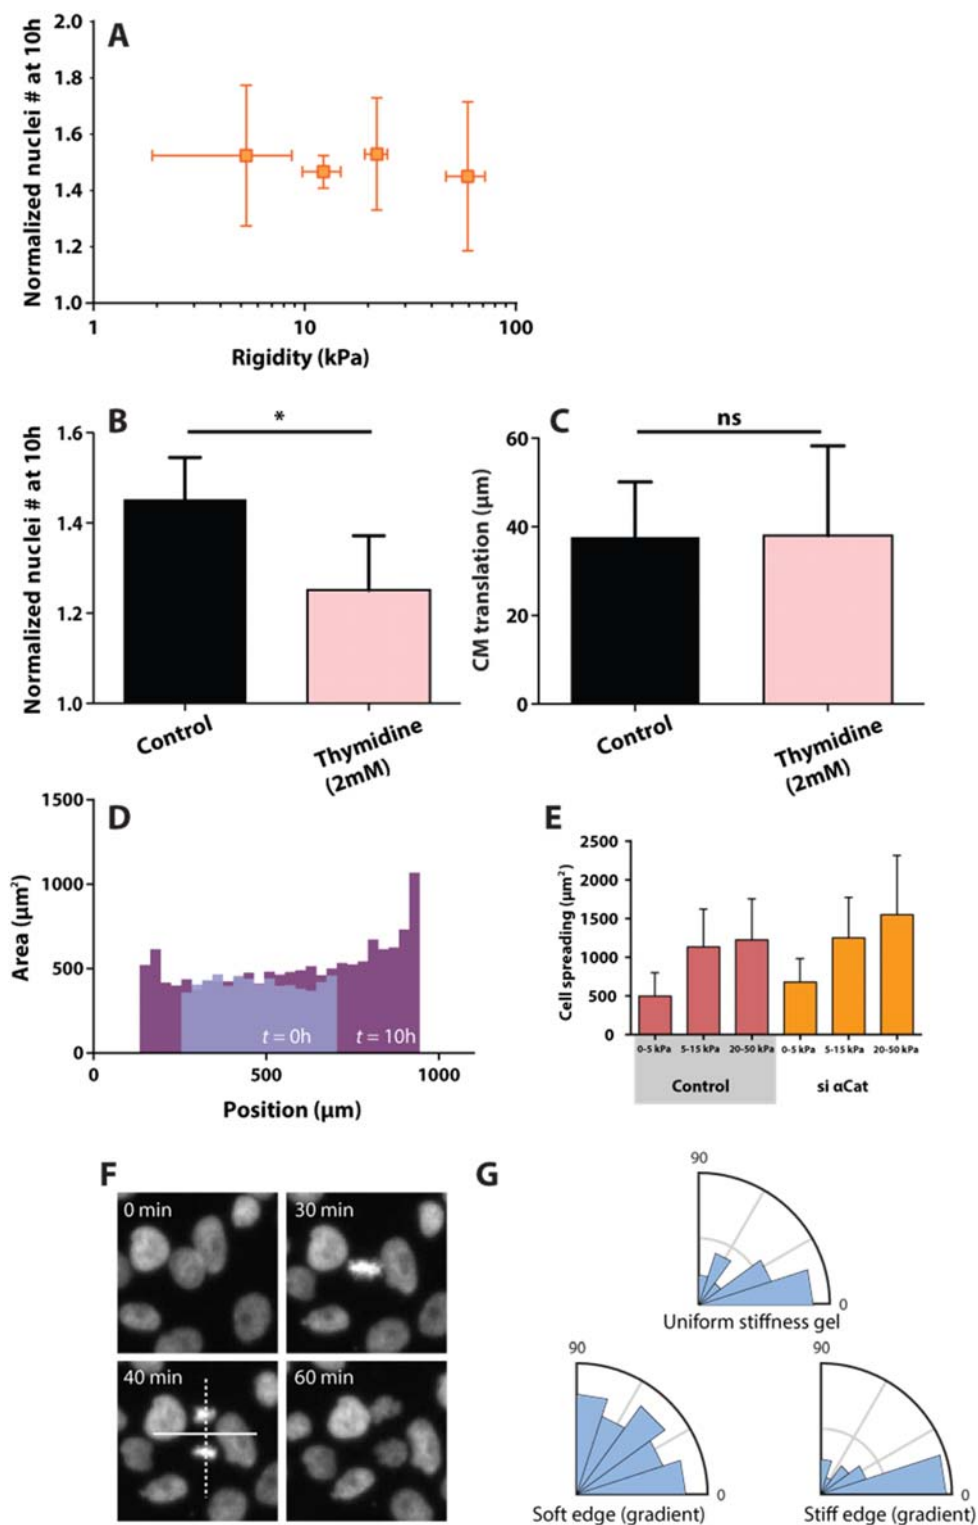 A
Normalized nuclei # at 10h
2.0
1.8
1.6
1.4
1.2
1.0
1
10
100
Rigidity (kPa)
B
Normalized nuclei # at 10h
*
1.6
1.4
1.2
1.0
Control
Thymidine
(2mM)
C
CM translation (μm)
ns
60
40
20
0
Control
Thymidine
(2mM)
D
Area (μm²)
1500
1000
500
0
t = 0h
t = 10h
0
500
1000
Position (μm)
E
Cell spreading (μm²)
2500
2000
1500
1000
500
0
0-5 kPa
5-15 kPa
20-50 kPa
0-5 kPa
5-15 kPa
20-50 kPa
Control
si αCat
F
0 min
30 min
40 min
60 min
G
90
0
Uniform stiffness gel
90
0
Soft edge (gradient)
90
0
Stiff edge (gradient)